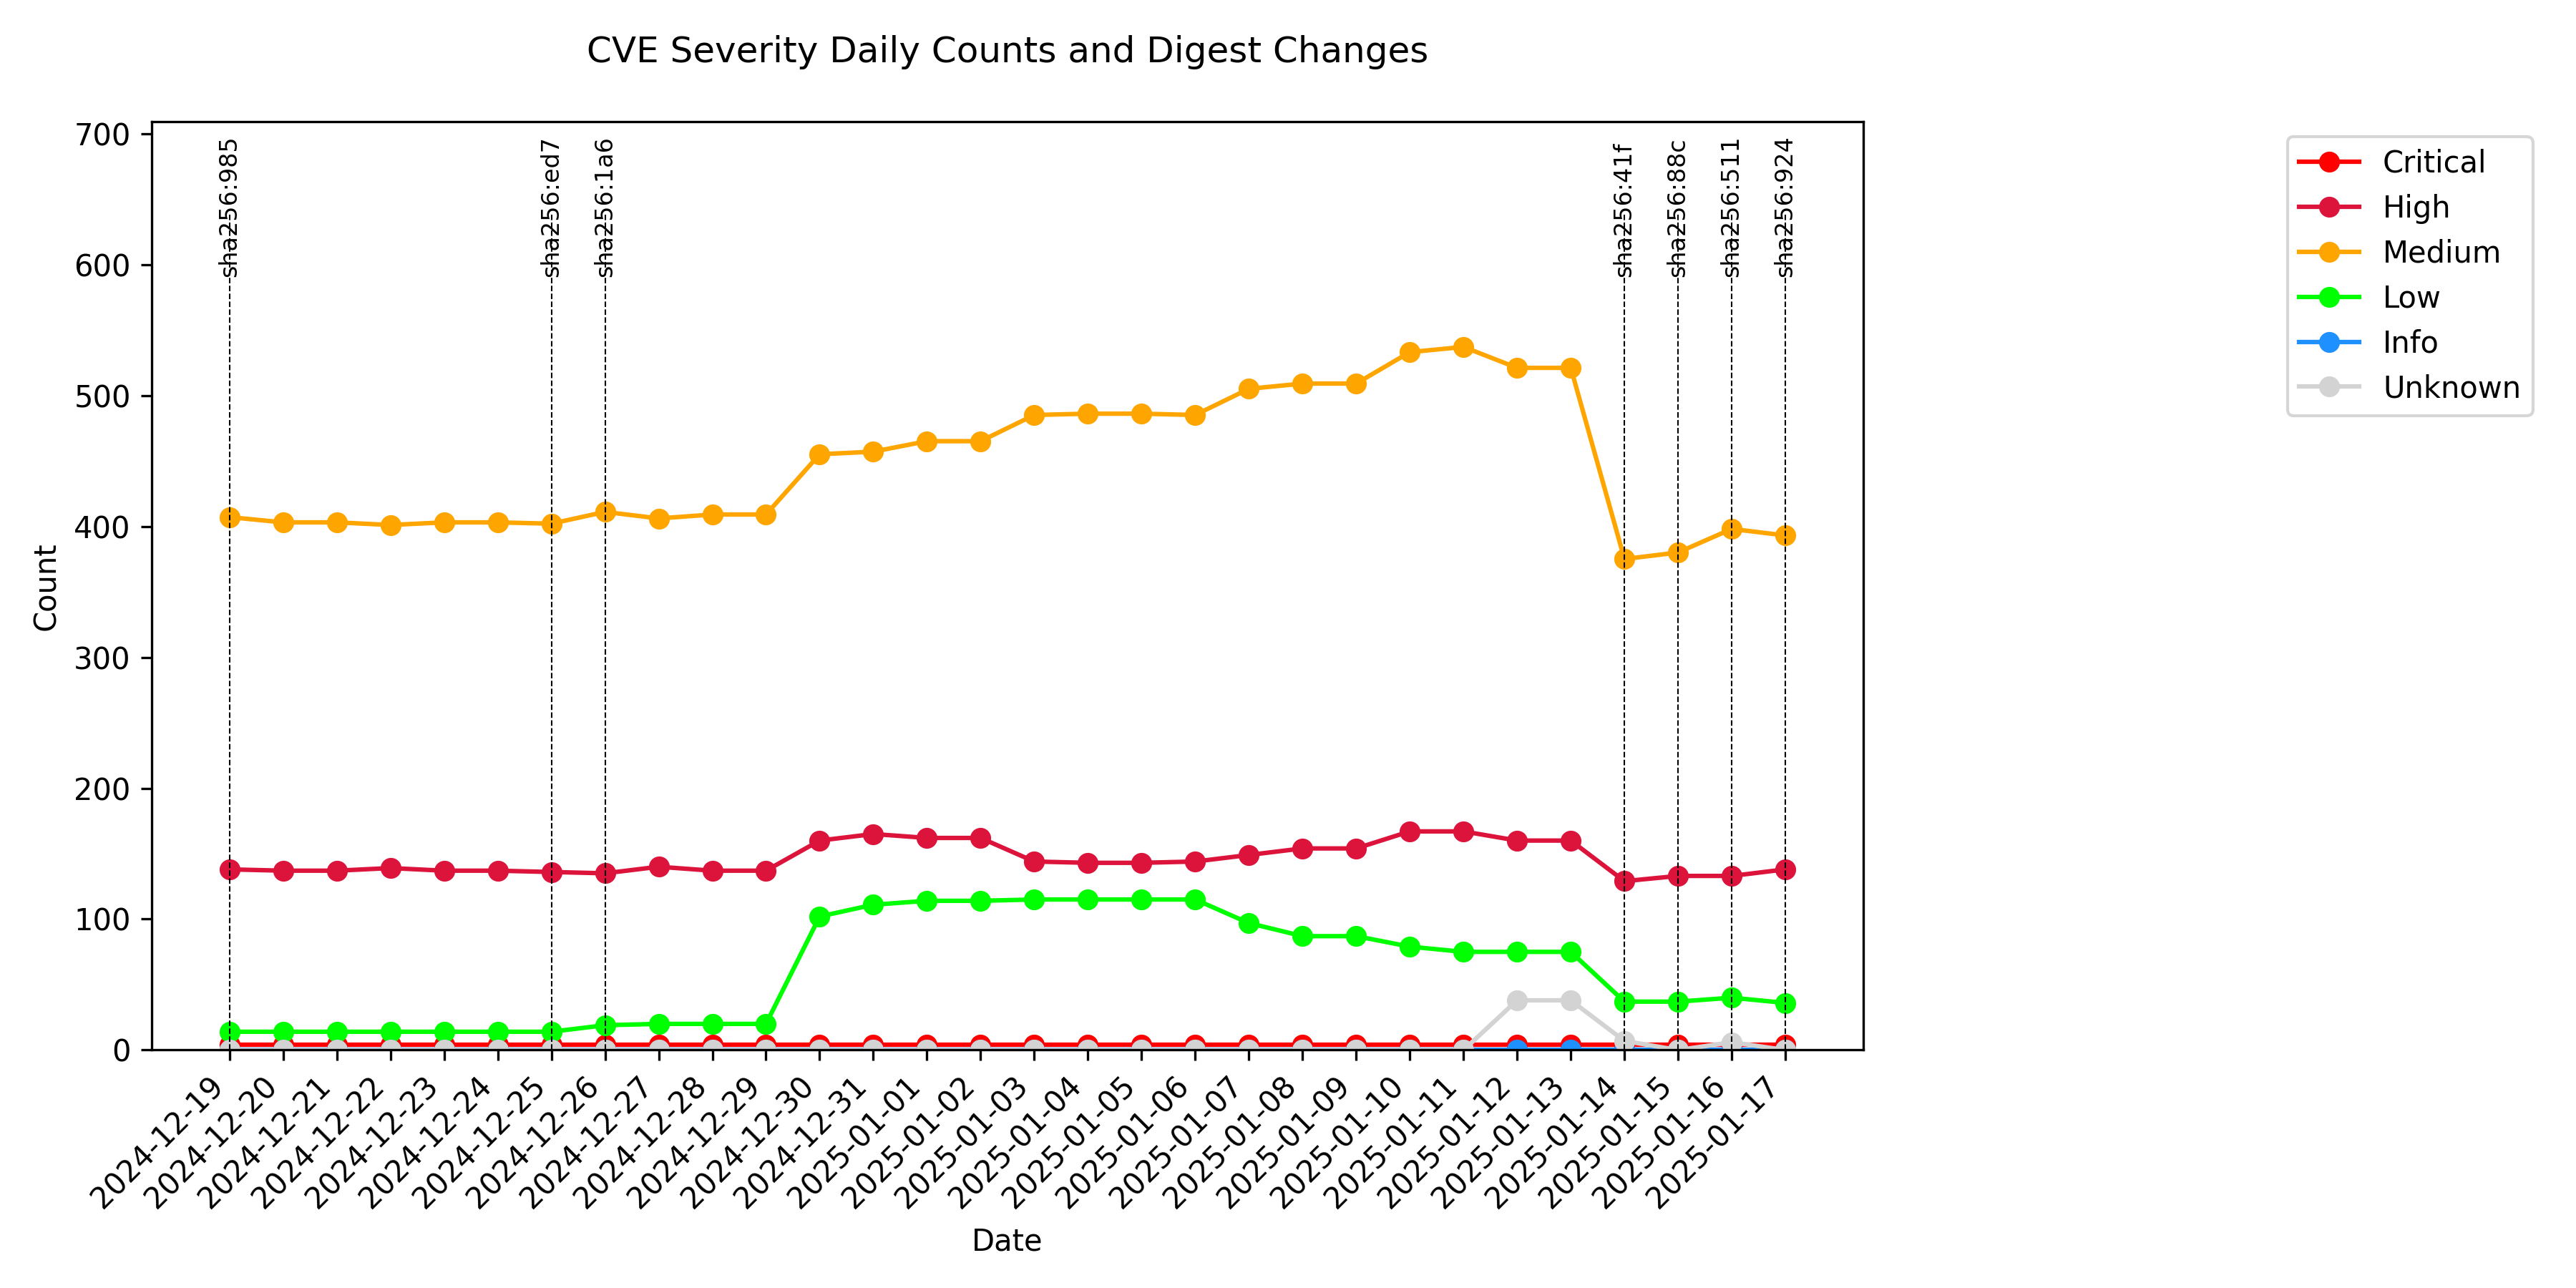 CVE Severity Daily Counts and Digest Changes
700
600
500
400
300
200
100
0
Count
sha256:985
sha256:ed7
sha256:1a6
sha256:41f
sha256:88c
sha256:511
sha256:924
Critical
High
Medium
Low
Info
Unknown
2024-12-19
2024-12-20
2024-12-21
2024-12-22
2024-12-23
2024-12-24
2024-12-25
2024-12-26
2024-12-27
2024-12-28
2024-12-29
2024-12-30
2024-12-31
2025-01-01
2025-01-02
2025-01-03
2025-01-04
2025-01-05
2025-01-06
2025-01-07
2025-01-08
2025-01-09
2025-01-10
2025-01-11
2025-01-12
2025-01-13
2025-01-14
2025-01-15
2025-01-16
2025-01-17
Date